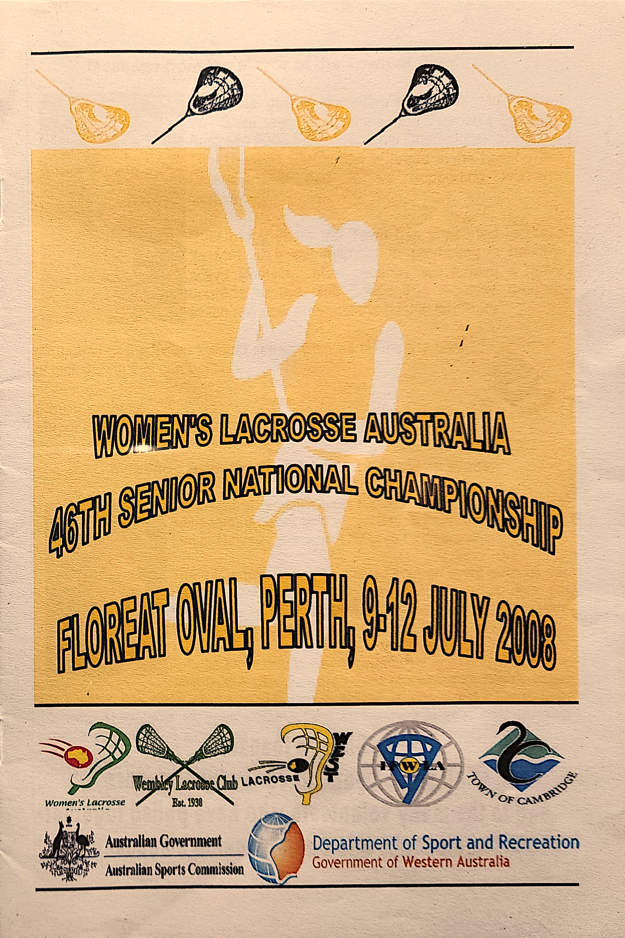 WOMEN'S LACROSSE AUSTRALIA
46TH SENIOR NATIONAL CHAMPIONSHIP
FLOREAT OVAL, PERTH, 9-12 JULY 2008
Women's Lacrosse
Wembley Lacrosse Club
Est. 1930
LACROSSE
WEST
IFWLA
TOWN OF CAMBRIDGE
Australian Government
Australian Sports Commission
Department of Sport and Recreation
Government of Western Australia